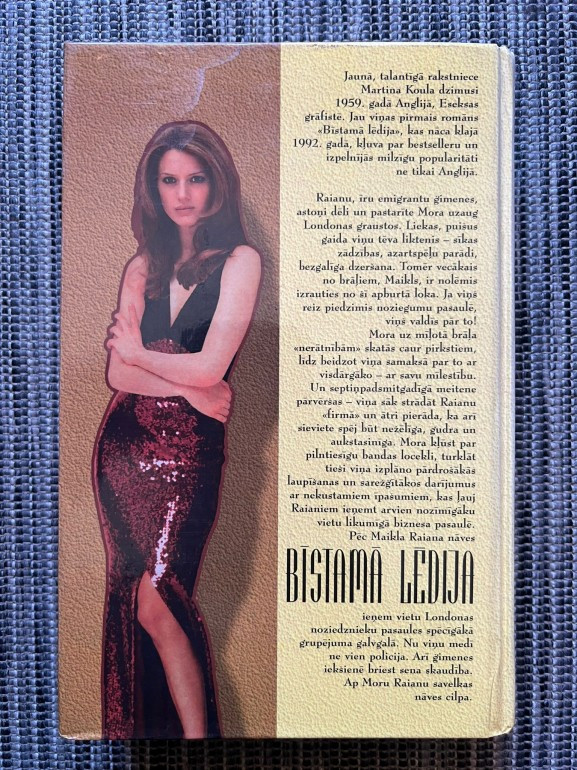 Jaunā, talantīgā rakstniece
Martina Koula dzimusi
1959. gadā Anglijā, Eseksas
grāfistē. Jau viņas pirmais romāns
«Bīstamā lēdija», kas nāca klajā
1992. gadā, kļuva par bestselleru un
izpelnījās milzīgu popularitāti
ne tikai Anglijā.
Raianu, īru emigrantu ģimenes,
astoņi dēli un pastarīte Mora uzaug
Londonas graustos. Liekas, puišus
gaida viņu tēva liktenis – sīkas
zādzības, azartspēļu parādi,
bezgalīga dzeršana. Tomēr vecākais
no brāļiem, Maikls, ir nolēmis
izrauties no šī apburtā loka. Ja viņš
reiz piedzimis noziegumu pasaulē,
viņš valdīs pār to!
Mora uz mīļotā brāļa
«nerātnībām» skatās caur pirkstiem,
līdz beidzot viņa samaksā par to ar
visdārgāko – ar savu mīlestību.
Un septiņpadsmitgadīgā meitene
pārvēršas – viņa sāk strādāt Raianu
«firmā» un ātri pierāda, ka arī
sieviete spēj būt nežēlīga, gudra un
aukstasinīga. Mora kļūst par
pilntiesīgu bandas locekli, turklāt
tieši viņa izplāno pārdrošākās
laupīšanas un sarežģītākos darījumus
ar nekustamiem īpašumiem, kas ļauj
Raianiem ieņemt arvien nozīmīgāku
vietu likumīgā biznesa pasaulē.
Pēc Maikla Raiana nāves
BĪSTAMĀ LĒDIJA
ieņem vietu Londonas
noziedznieku pasaules spēcīgākā
grupējuma galvgalā. Nu viņu medī
ne vien policija. Arī ģimenes
iekšienē briest sena skaudība.
Ap Moru Raianu savelkas
nāves cilpa.